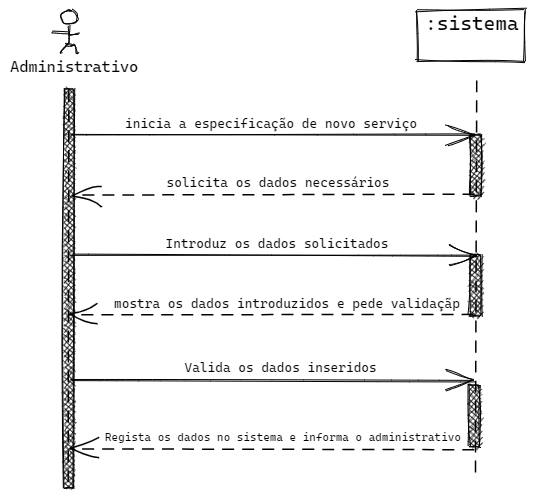 :sistema
Administrativo
inicia a especificação de novo serviço
solicita os dados necessários
Introduz os dados solicitados
mostra os dados introduzidos e pede validaçãp
Valida os dados inseridos
Regista os dados no sistema e informa o administrativo